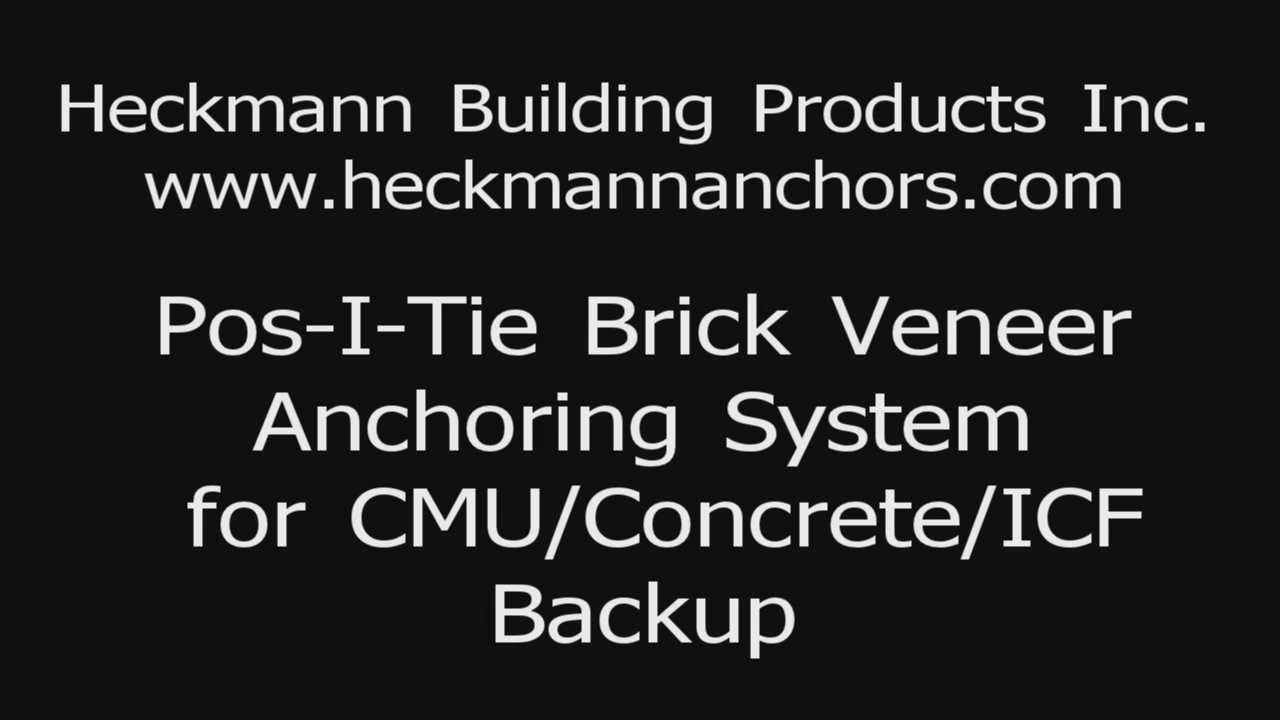 Heckmann Building Products Inc.
www.heckmannanchors.com
Pos-I-Tie Brick Veneer
Anchoring System
for CMU/Concrete/ICF
Backup